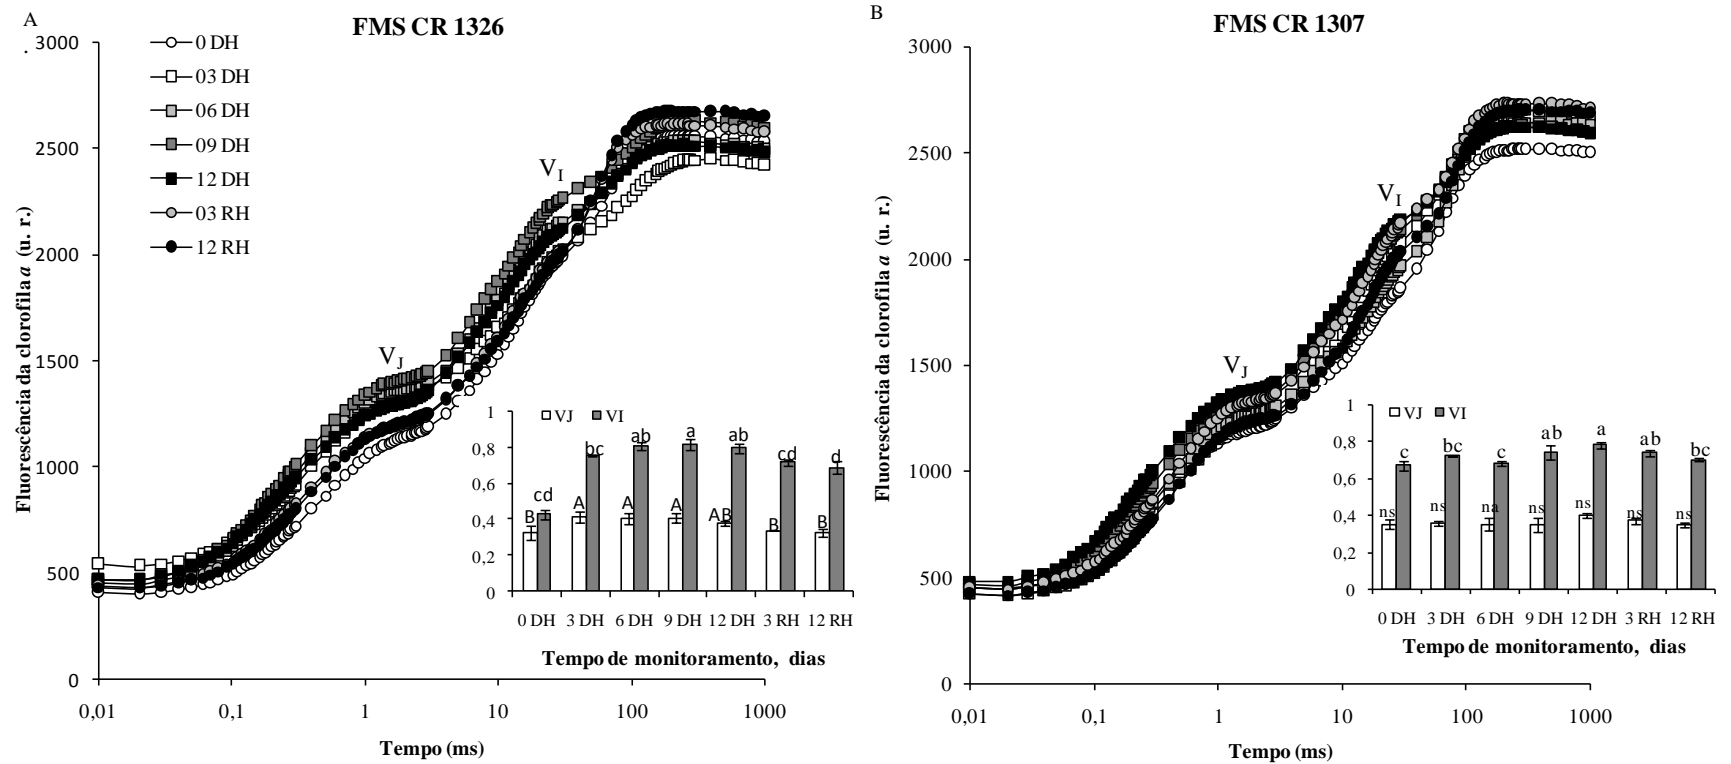 A
.
FMS CR 1326
0 DH
03 DH
06 DH
09 DH
12 DH
03 RH
12 RH
3000
2500
2000
1500
1000
500
0
Fluorescência da clorofila a (u. r.)
VI
VJ
0,01 0,1 1 10 100 1000
Tempo (ms)
VJ VI
1
0,8
0,6
0,4
0,2
0
cd bc ab a ab cd d
B A A A AB B B
0 DH 3 DH 6 DH 9 DH 12 DH 3 RH 12 RH
Tempo de monitoramento, dias
B
FMS CR 1307
3000
2500
2000
1500
1000
500
0
Fluorescência da clorofila a (u. r.)
VI
VJ
0,01 0,1 1 10 100 1000
Tempo (ms)
VJ VI
1
0,8
0,6
0,4
0,2
0
c bc c ab a ab bc
ns ns na ns ns ns ns
0 DH 3 DH 6 DH 9 DH 12 DH 3 RH 12 RH
Tempo de monitoramento, dias